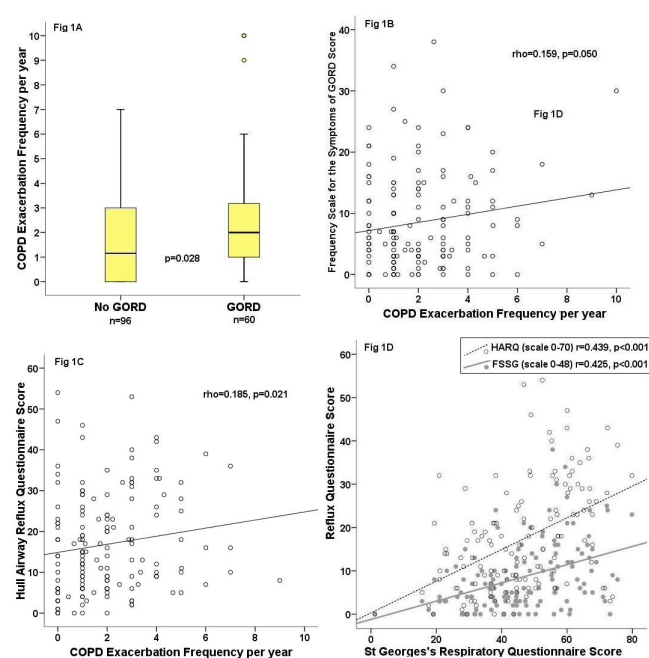 Fig 1A
COPD Exacerbation Frequency per year
10
9
8
7
6
5
4
3
2
1
0
p=0.028
No GORD
GORD
n=96
n=60
Fig 1B
Frequency Scale for the Symptoms of GORD Score
40
30
20
10
0
rho=0.159, p=0.050
Fig 1D
0 2 4 6 8 10
COPD Exacerbation Frequency per year
Fig 1C
Hull Airway Reflux Questionnaire Score
60
50
40
30
20
10
0
rho=0.185, p=0.021
0 2 4 6 8 10
COPD Exacerbation Frequency per year
Fig 1D
HARQ (scale 0-70) r=0.439, p<0.001
FSSG (scale 0-48) r=0.425, p<0.001
Reflux Questionnaire Score
60
50
40
30
20
10
0
0 20 40 60 80
St Georges's Respiratory Questionnaire Score